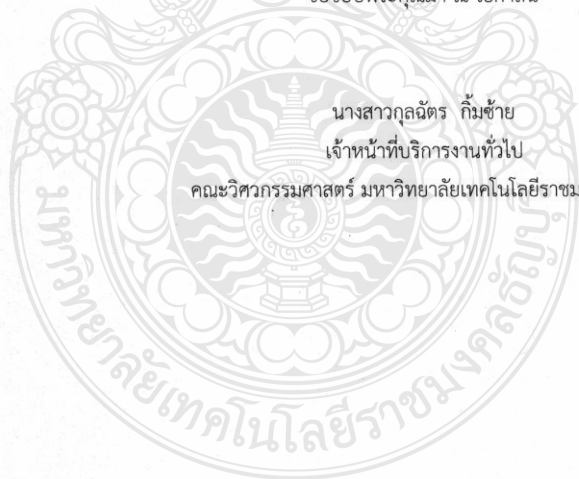 นางสาวกุลฉัตร กิ้มซ้าย
เจ้าหน้าที่บริการงานทั่วไป
คณะวิศวกรรมศาสตร์ มหาวิทยาลัยเทคโนโลยีราชม
มหาวิทยาลัยเทคโนโลยีราชมงคลธัญบุรี